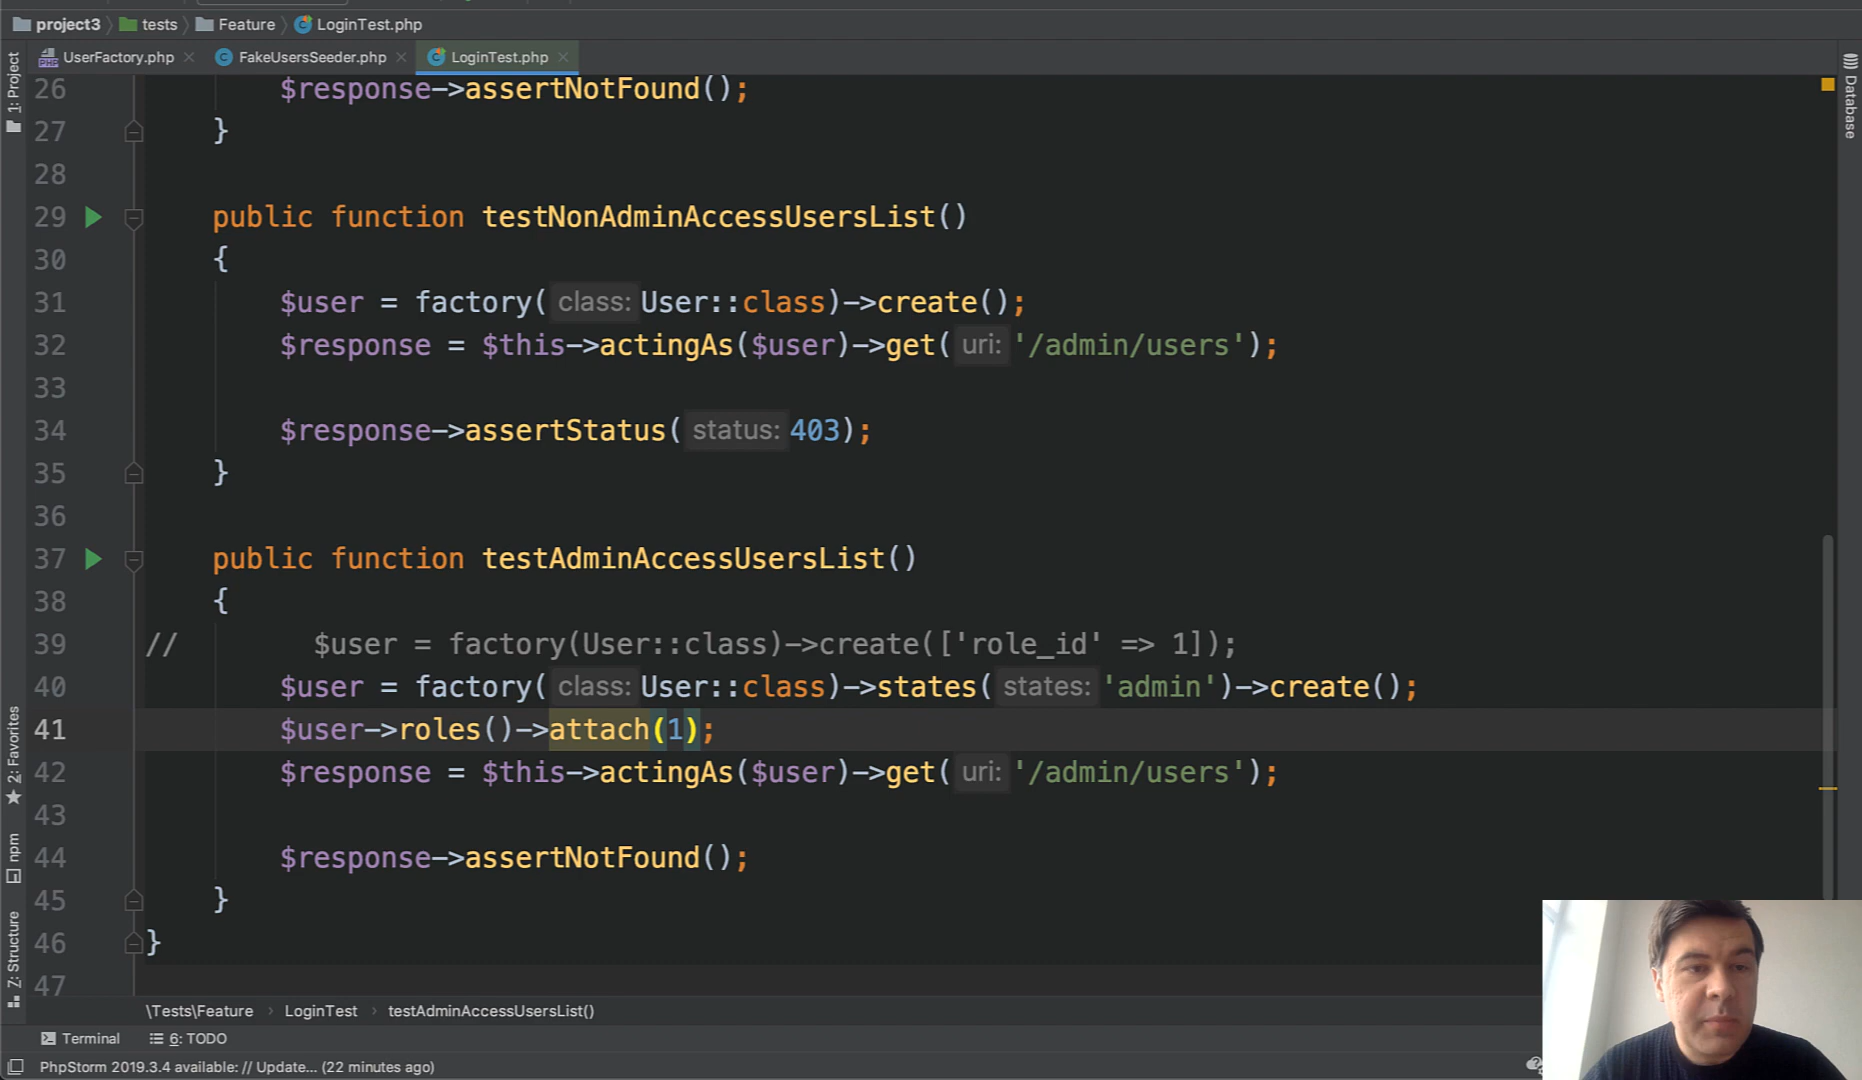 project3 tests Feature LoginTest.php
UserFactory.php FakeUsersSeeder.php LoginTest.php
1: Project
Database
26 $response->assertNotFound();
27 }
28
29 public function testNonAdminAccessUsersList()
30 {
31 $user = factory( class: User::class)->create();
32 $response = $this->actingAs($user)->get( uri: '/admin/users');
33
34 $response->assertStatus( status: 403);
35 }
36
37 public function testAdminAccessUsersList()
38 {
39 // $user = factory(User::class)->create(['role_id' => 1]);
40 $user = factory( class: User::class)->states( states: 'admin')->create();
41 $user->roles()->attach(1);
42 $response = $this->actingAs($user)->get( uri: '/admin/users');
43
44 $response->assertNotFound();
45 }
46 }
47
2: Favorites
npm
Z: Structure
\Tests\Feature › LoginTest › testAdminAccessUsersList()
Terminal 6: TODO
PhpStorm 2019.3.4 available: // Update... (22 minutes ago)